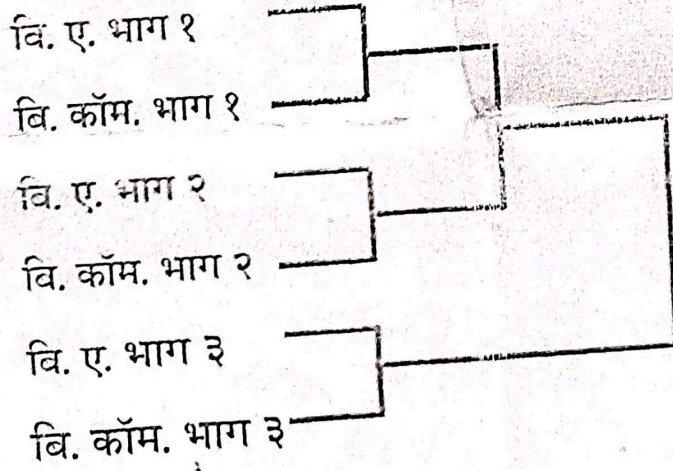 वि. ए. भाग १
वि. कॉम. भाग १
वि. ए. भाग २
वि. कॉम. भाग २
वि. ए. भाग ३
वि. कॉम. भाग ३